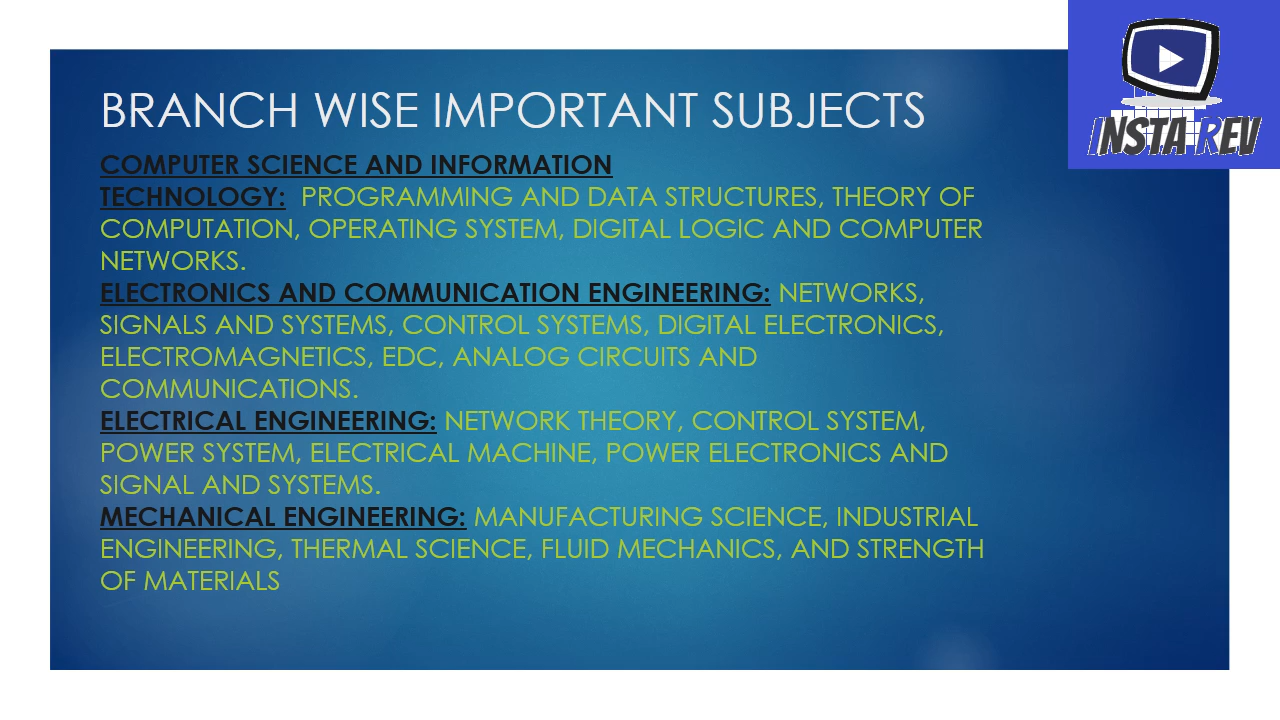 BRANCH WISE IMPORTANT SUBJECTS
COMPUTER SCIENCE AND INFORMATION
TECHNOLOGY: PROGRAMMING AND DATA STRUCTURES, THEORY OF
COMPUTATION, OPERATING SYSTEM, DIGITAL LOGIC AND COMPUTER
NETWORKS.
ELECTRONICS AND COMMUNICATION ENGINEERING: NETWORKS,
SIGNALS AND SYSTEMS, CONTROL SYSTEMS, DIGITAL ELECTRONICS,
ELECTROMAGNETICS, EDC, ANALOG CIRCUITS AND
COMMUNICATIONS.
ELECTRICAL ENGINEERING: NETWORK THEORY, CONTROL SYSTEM,
POWER SYSTEM, ELECTRICAL MACHINE, POWER ELECTRONICS AND
SIGNAL AND SYSTEMS.
MECHANICAL ENGINEERING: MANUFACTURING SCIENCE, INDUSTRIAL
ENGINEERING, THERMAL SCIENCE, FLUID MECHANICS, AND STRENGTH
OF MATERIALS
INSTA REV